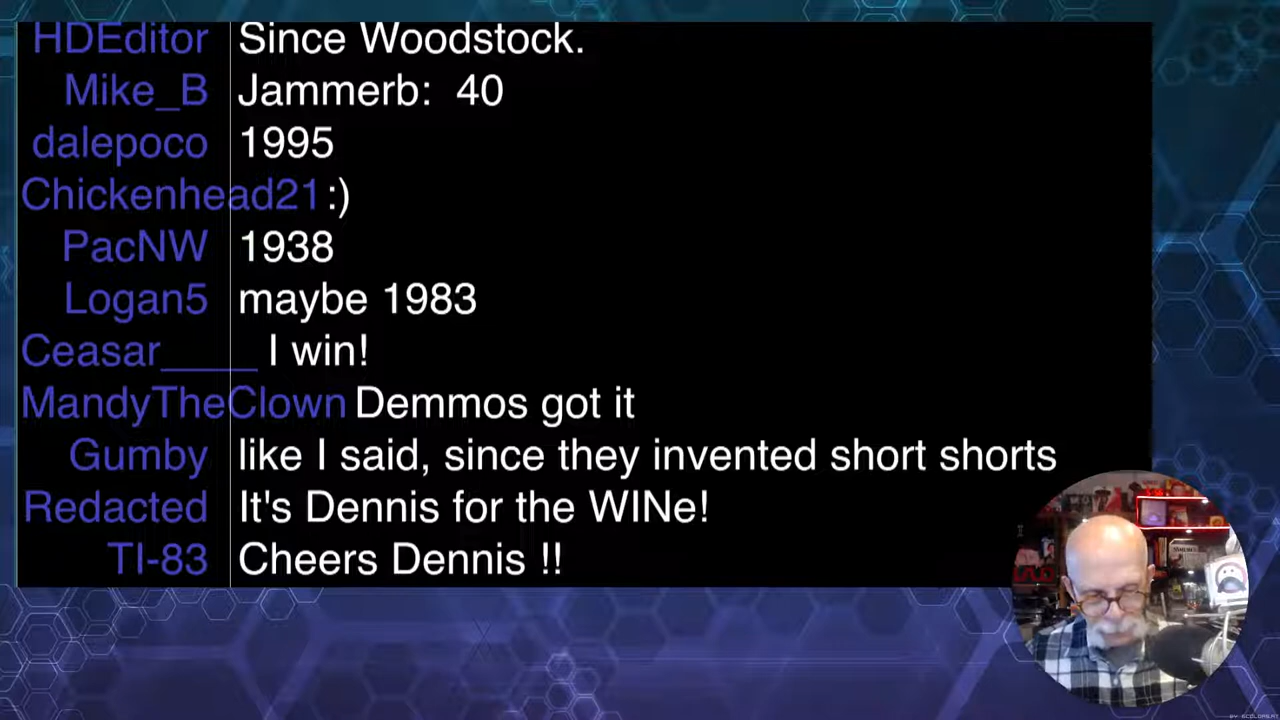 HDEditor Since Woodstock.
Mike_B Jammerb:  40
dalepoco 1995
Chickenhead21 :)
PacNW 1938
Logan5 maybe 1983
Ceasar_____ I win!
MandyTheClown Demmos got it
Gumby like I said, since they invented short shorts
Redacted It's Dennis for the WINe!
TI-83 Cheers Dennis !!